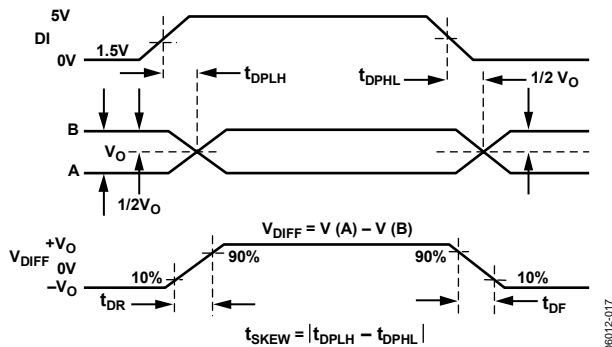 5V
DI
1.5V
0V
tDPLH
tDPHL
1/2 VO
B
VO
A
1/2VO
VDIFF = V (A) – V (B)
+VO
VDIFF
0V
–VO
10%
90%
90%
10%
tDR
tDF
tSKEW = |tDPLH – tDPHL|
06012-017